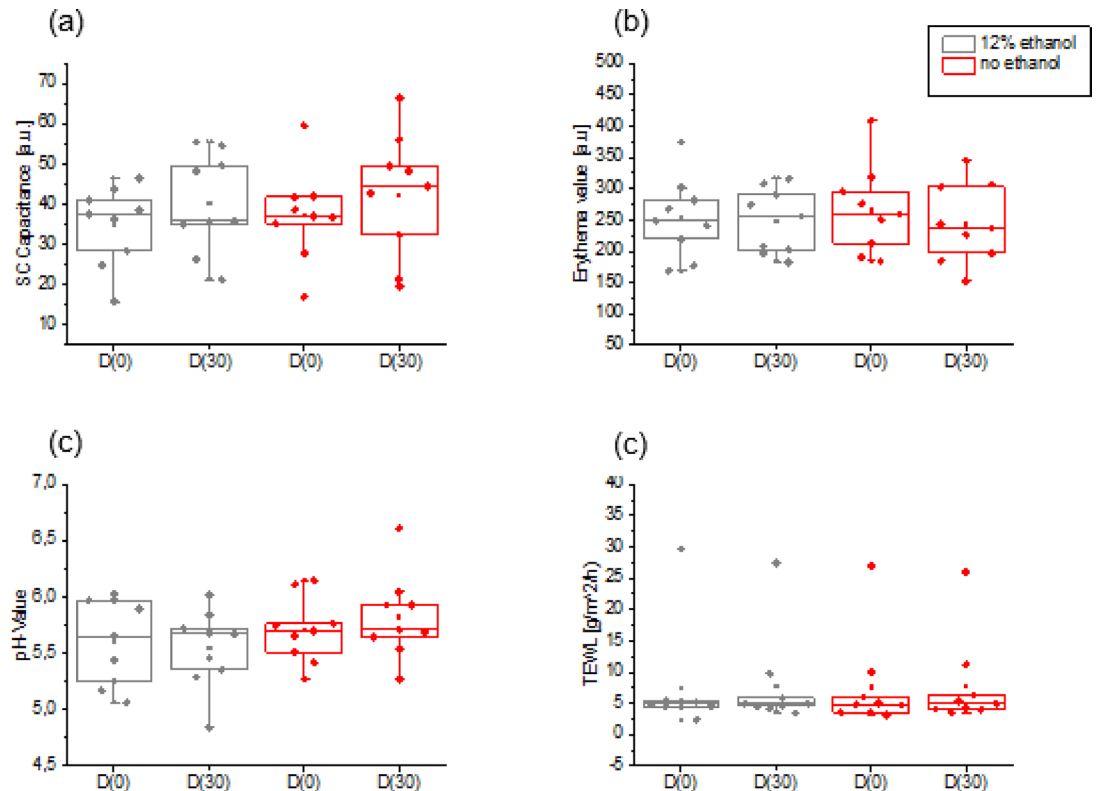 (a)
SC Capacitance [a.u.]
70
60
50
40
30
20
10
D(0) D(30) D(0) D(30)
(b)
12% ethanol
no ethanol
Erythema value [a.u]
500
450
400
350
300
250
200
150
100
50
D(0) D(30) D(0) D(30)
(c)
pH-Value
7,0
6,5
6,0
5,5
5,0
4,5
D(0) D(30) D(0) D(30)
(c)
TEWL [g/m^2/h)
40
35
30
25
20
15
10
5
0
-5
D(0) D(30) D(0) D(30)